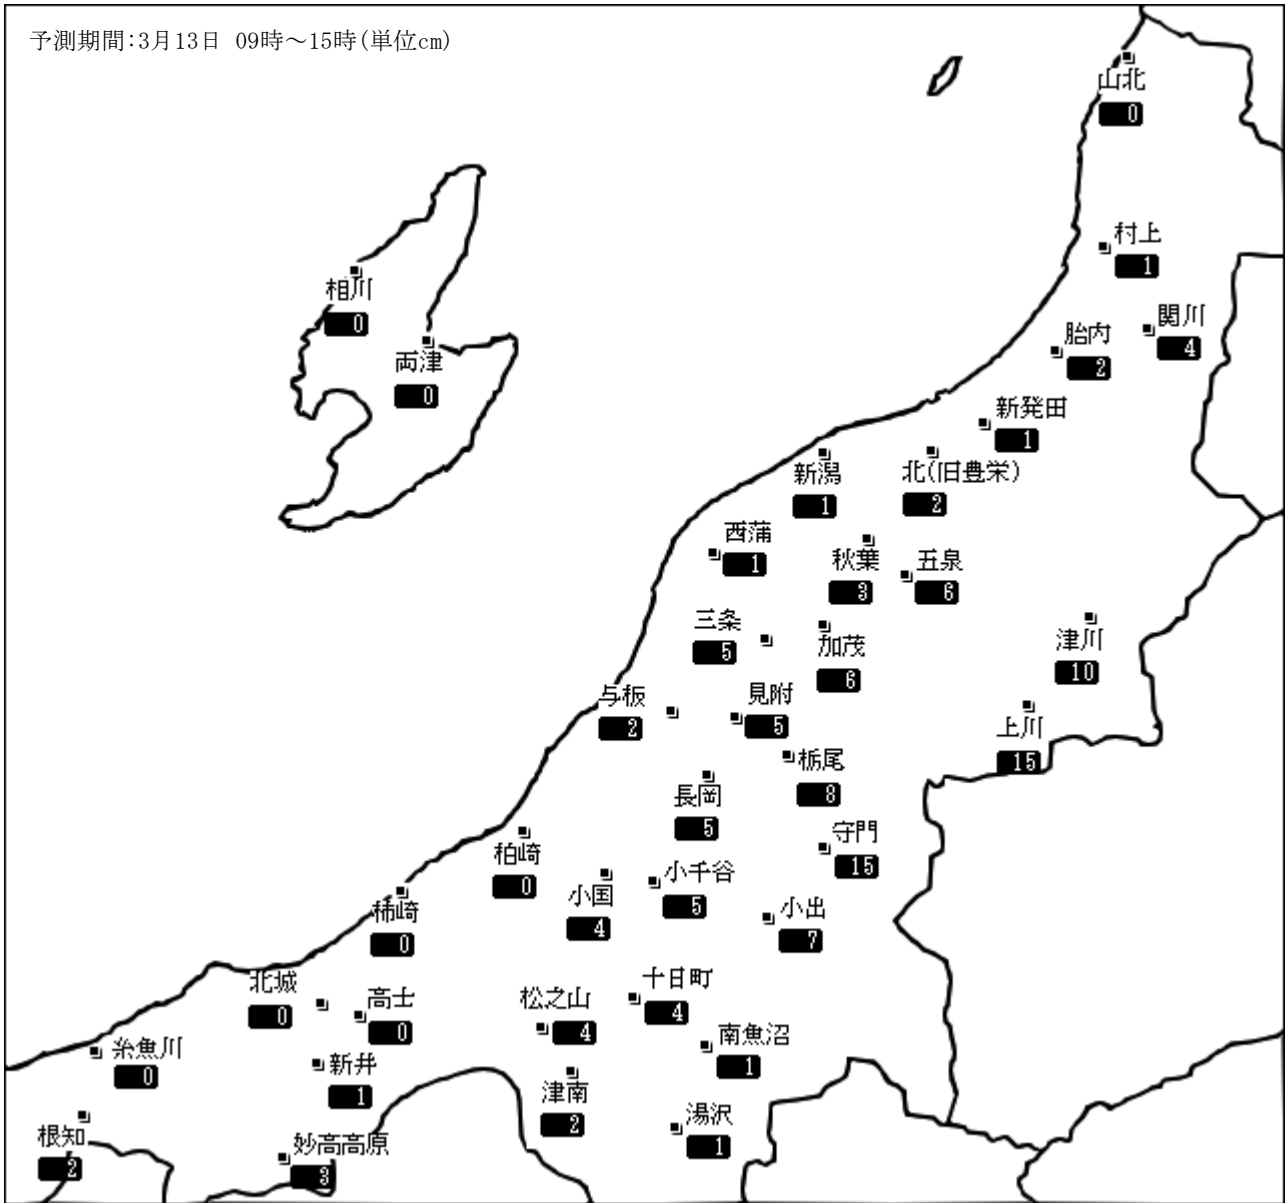 予測期間:3月13日 09時～15時(単位cm)
山北
0
村上
1
相川
0
関川
4
胎内
2
両津
0
新発田
1
新潟
1
北(旧豊栄)
2
西蒲
1
秋葉
3
五泉
6
三条
5
加茂
6
津川
10
与板
2
見附
5
上川
15
栃尾
8
長岡
5
守門
15
柏崎
0
小国
4
小千谷
5
小出
7
柿崎
0
北城
0
高士
0
松之山
4
十日町
4
南魚沼
1
糸魚川
0
新井
1
津南
2
湯沢
1
根知
2
妙高高原
3